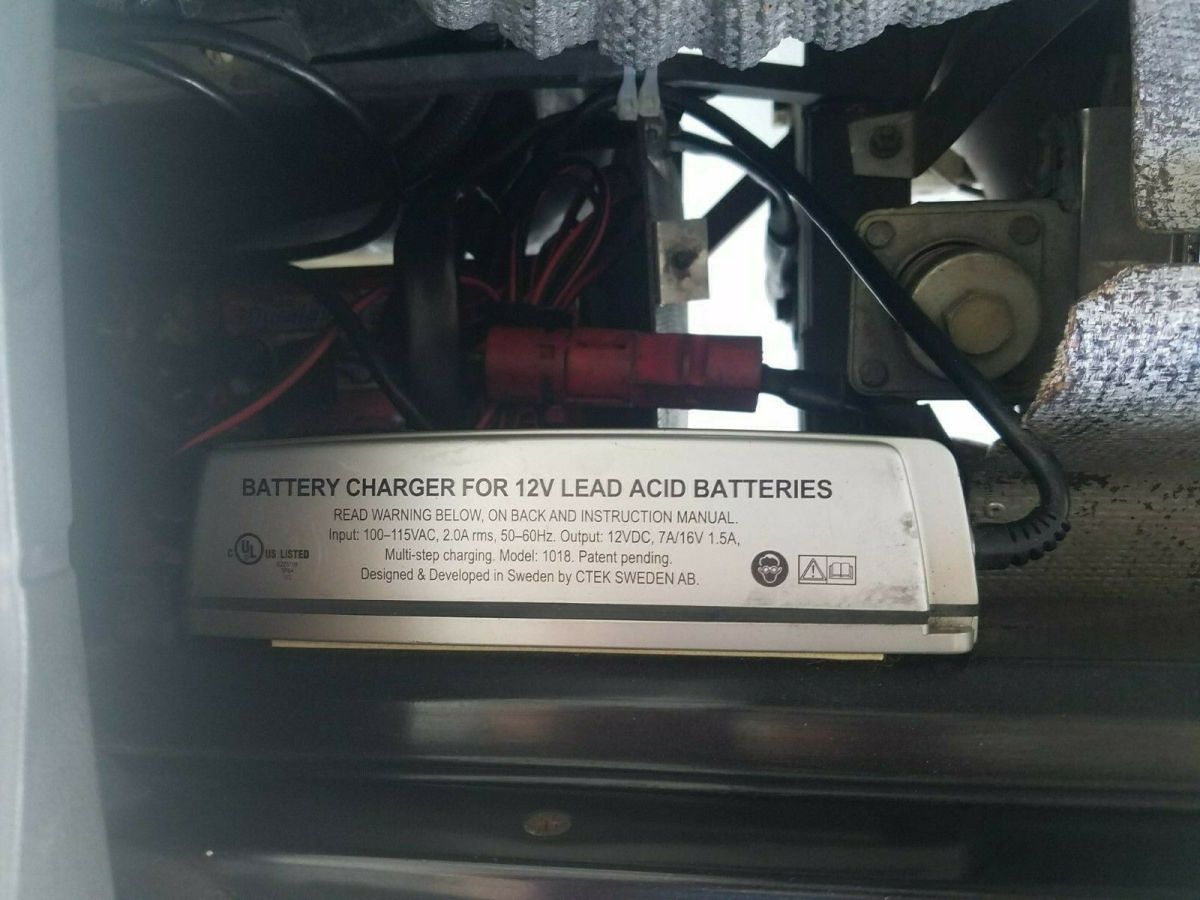 BATTERY CHARGER FOR 12V LEAD ACID BATTERIES
READ WARNING BELOW, ON BACK AND INSTRUCTION MANUAL.
Input: 100–115VAC, 2.0A rms, 50–60Hz. Output: 12VDC, 7A/16V 1.5A,
Multi-step charging. Model: 1018. Patent pending.
Designed & Developed in Sweden by CTEK SWEDEN AB.
C UL US LISTED